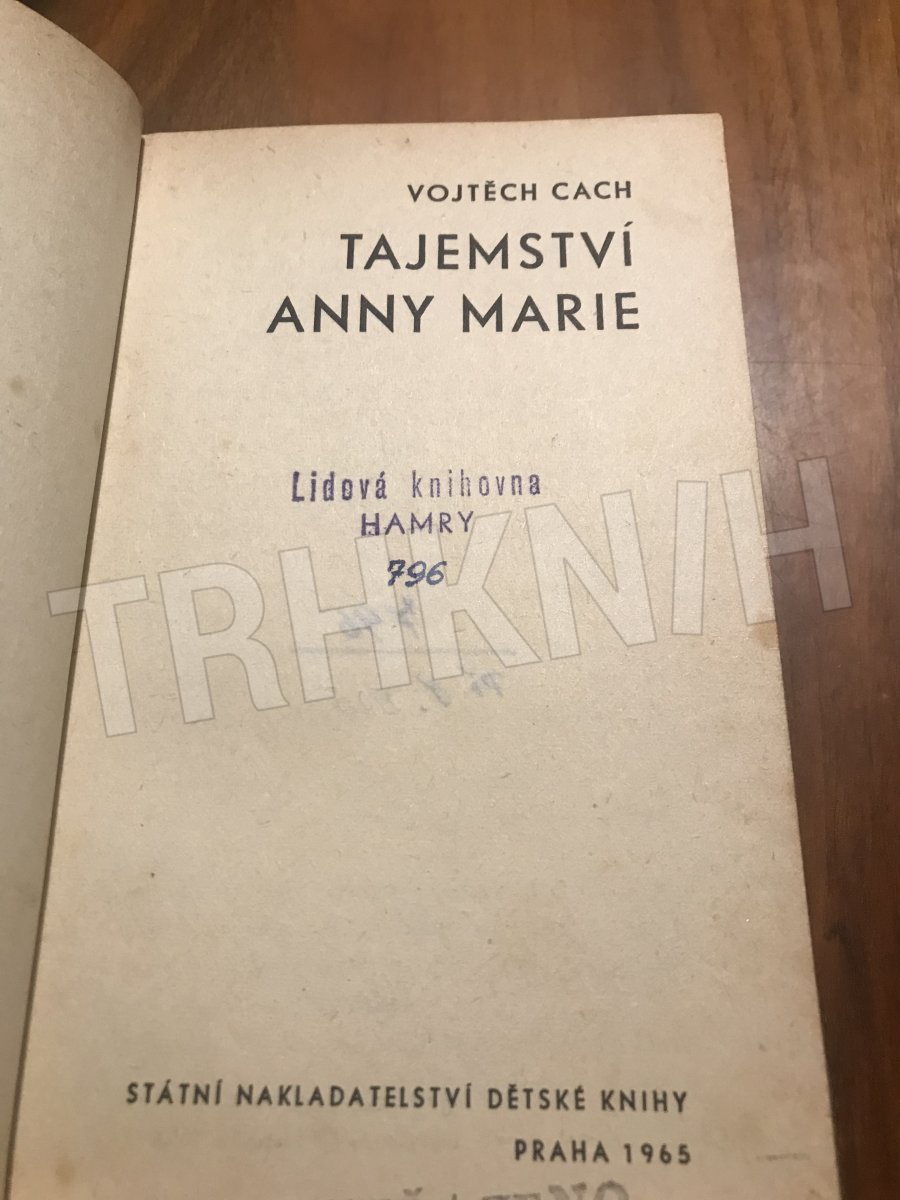 VOJTĚCH CACH
TAJEMSTVÍ
ANNY MARIE
Lidová knihovna
HAMRY
796
TRHKNIH
STÁTNÍ NAKLADATELSTVÍ DĚTSKÉ KNIHY
PRAHA 1965